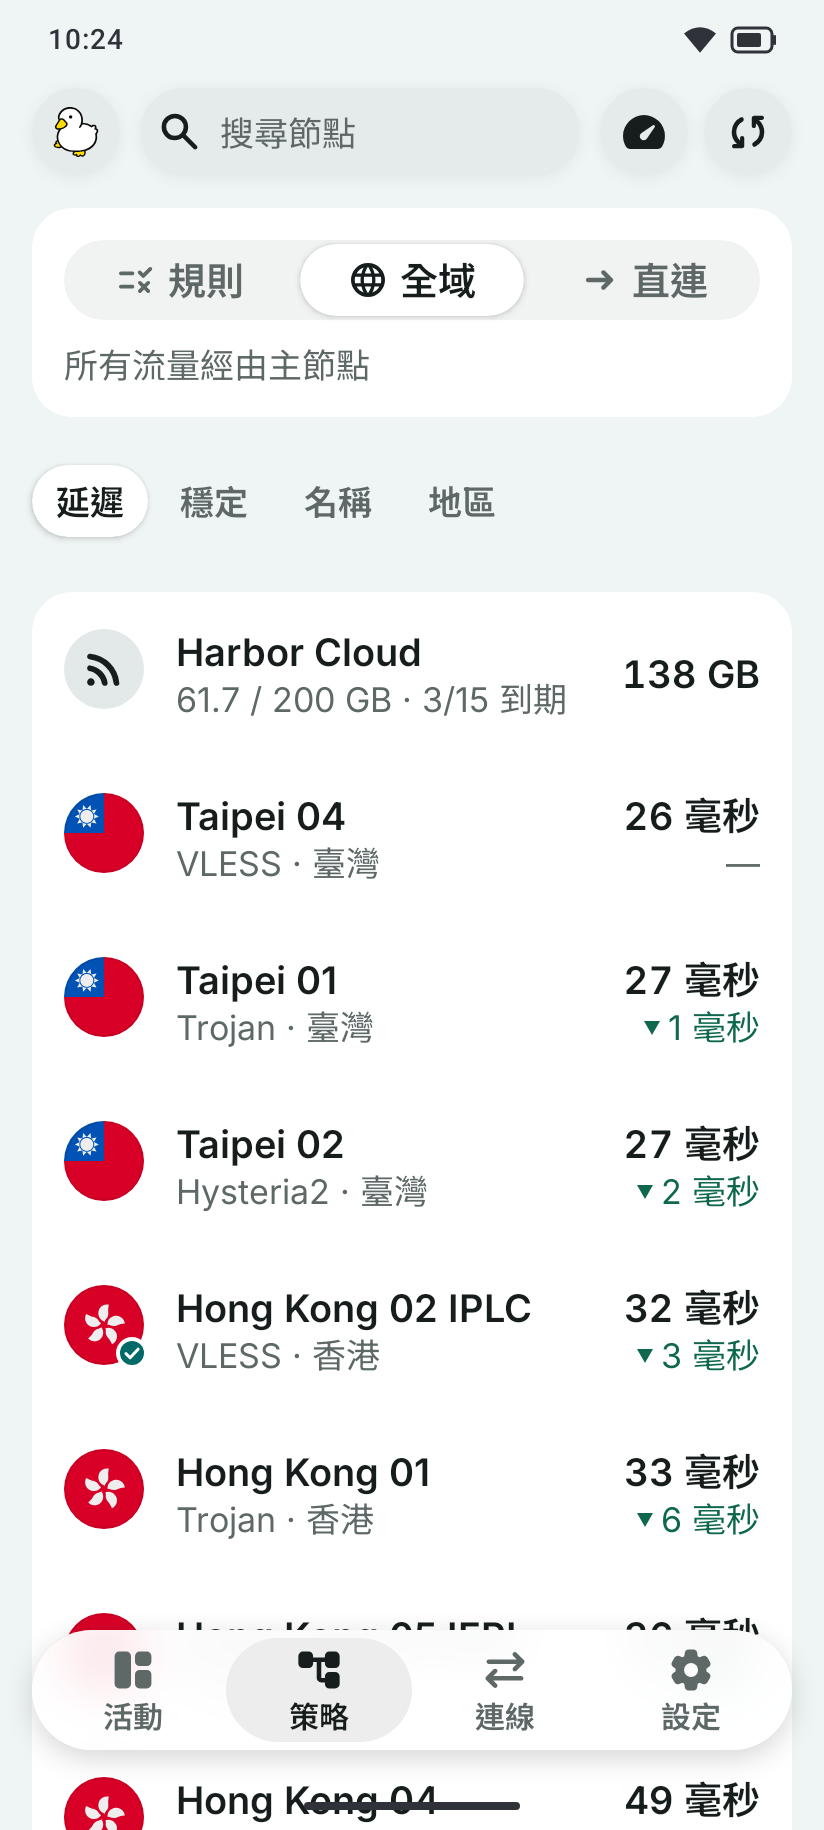 10:24
搜尋節點
規則
全域
直連
所有流量經由主節點
延遲
穩定
名稱
地區
Harbor Cloud
138 GB
61.7 / 200 GB · 3/15 到期
Taipei 04
26 毫秒
VLESS · 臺灣
—
Taipei 01
27 毫秒
Trojan · 臺灣
▼1 毫秒
Taipei 02
27 毫秒
Hysteria2 · 臺灣
▼2 毫秒
Hong Kong 02 IPLC
32 毫秒
VLESS · 香港
▼3 毫秒
Hong Kong 01
33 毫秒
Trojan · 香港
▼6 毫秒
Hong Kong
活動
策略
連線
設定
Hong Kong 04
49 毫秒